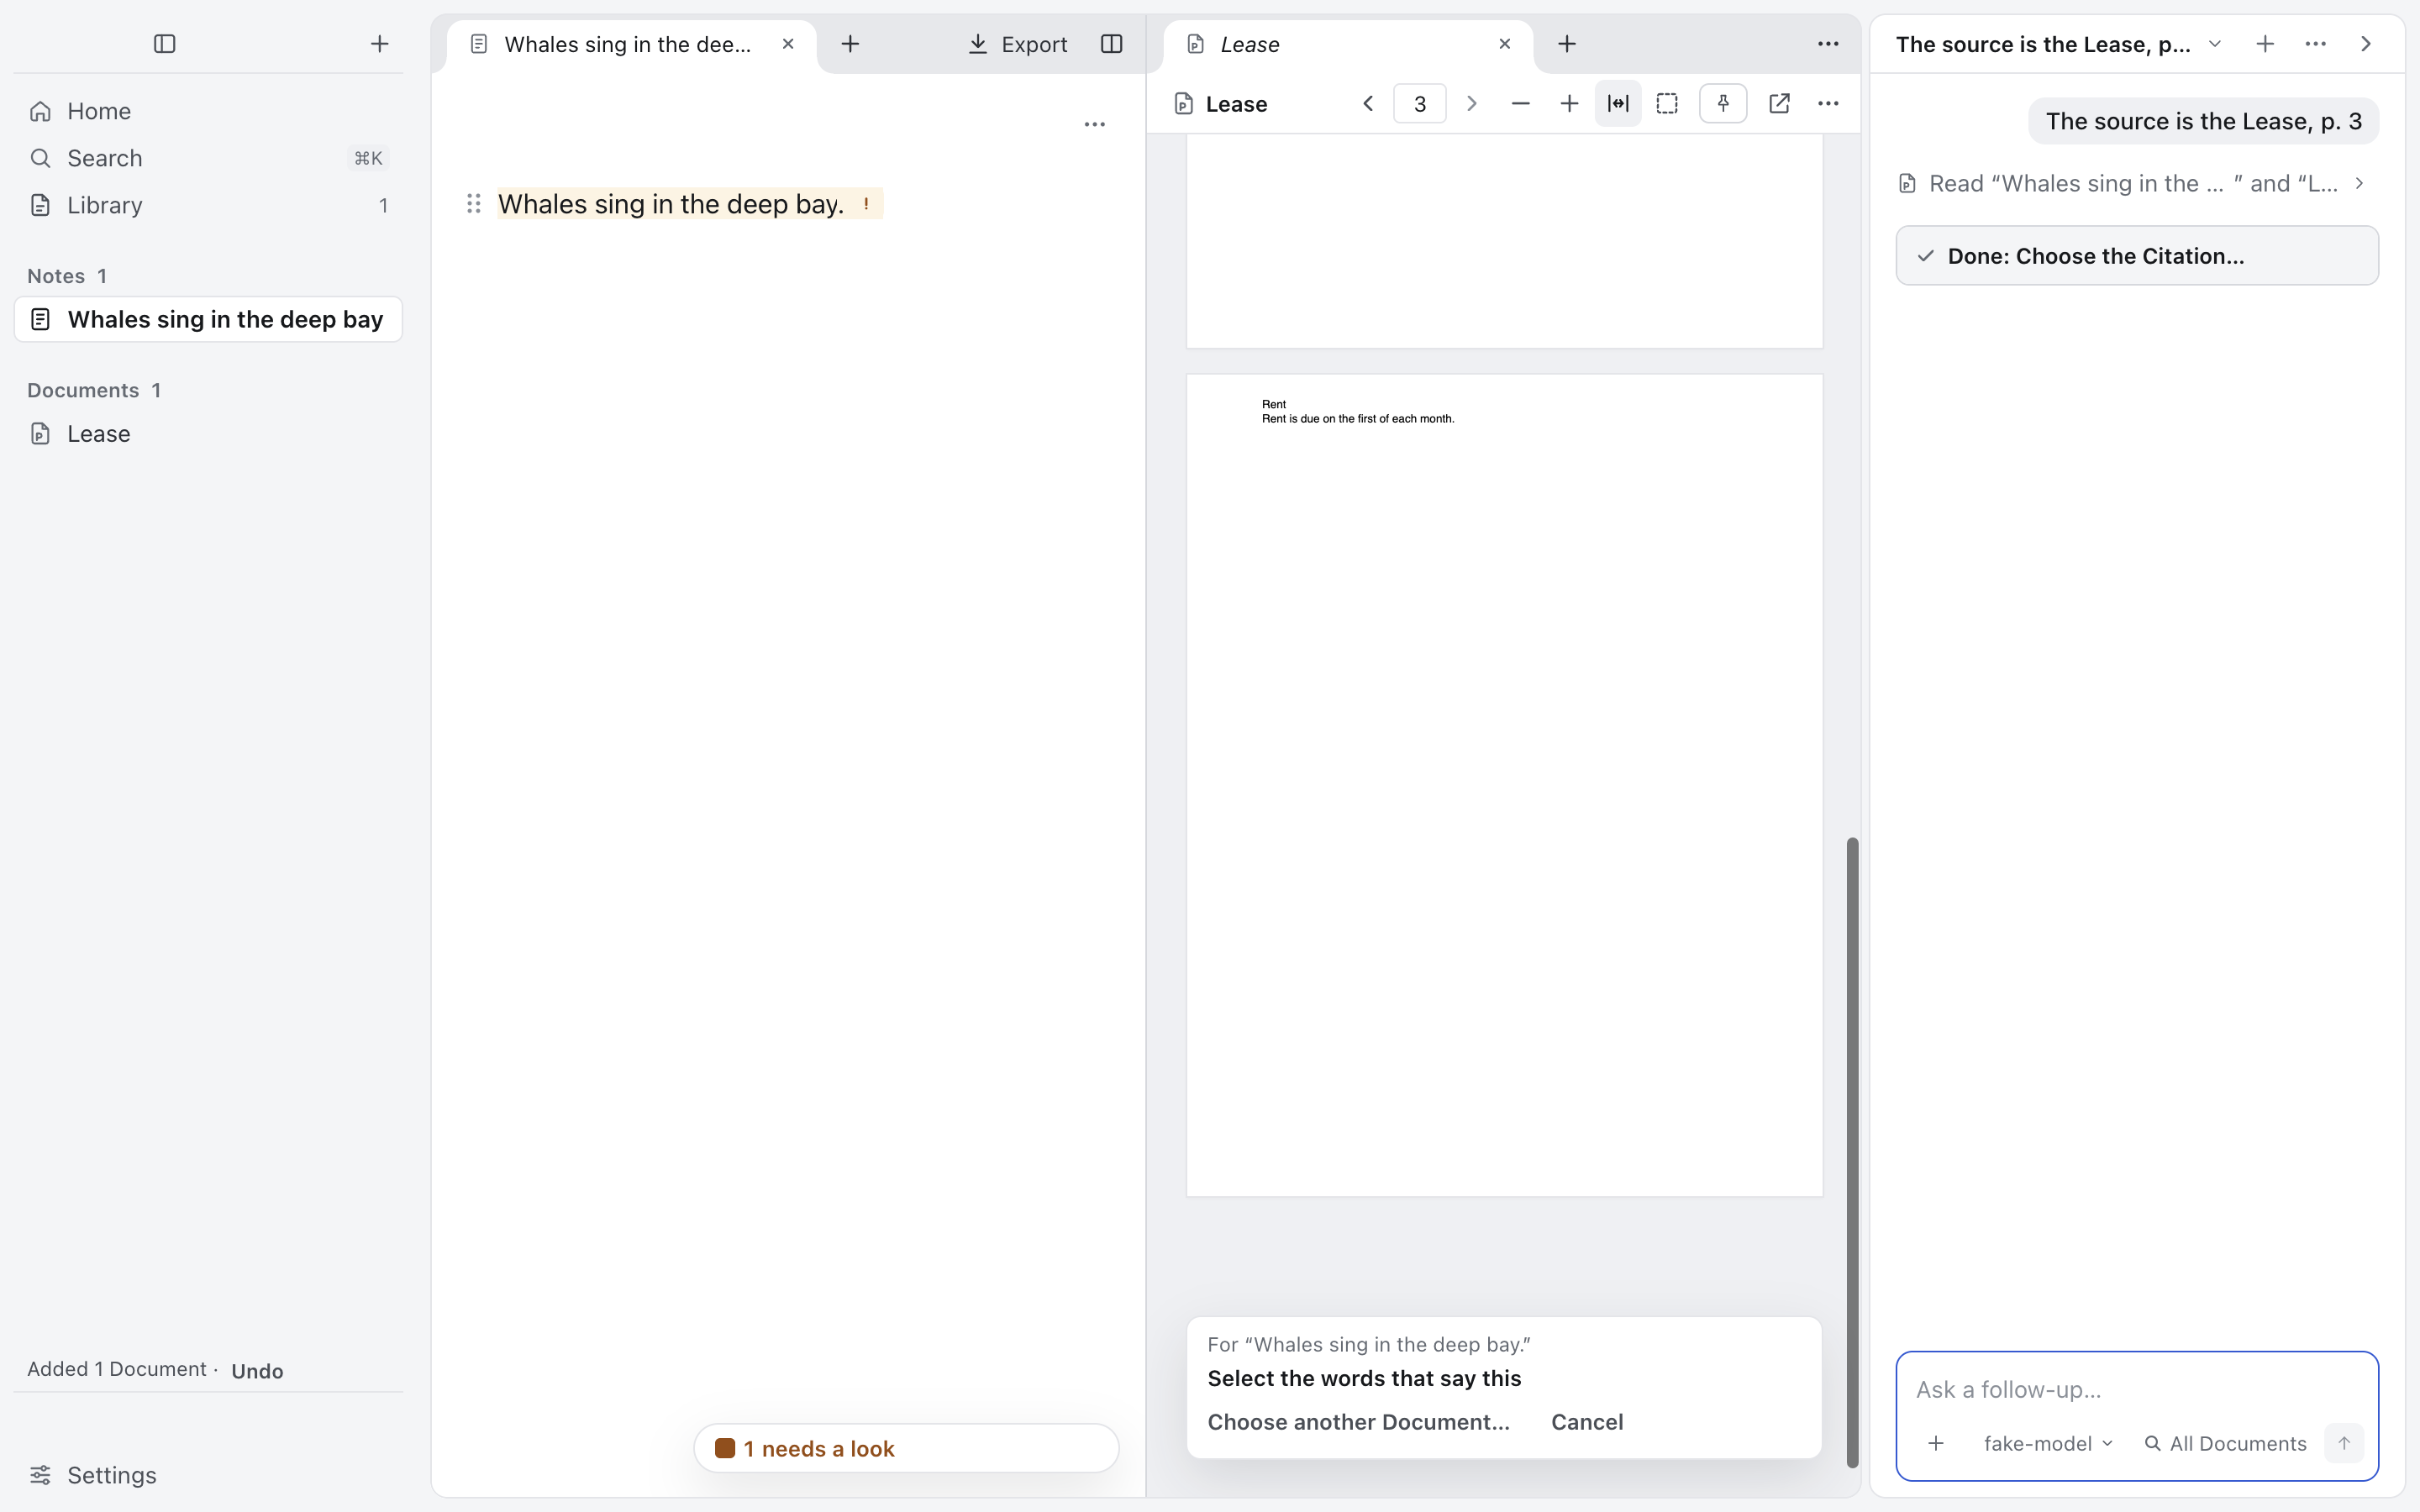 Home
Search ⌘K
Library 1
Notes 1
Whales sing in the deep bay
Documents 1
Lease
Added 1 Document · Undo
Settings
Whales sing in the dee...
Export
Whales sing in the deep bay. !
1 needs a look
Lease
Lease 3
Rent
Rent is due on the first of each month.
For “Whales sing in the deep bay.”
Select the words that say this
Choose another Document... Cancel
The source is the Lease, p...
The source is the Lease, p. 3
Read “Whales sing in the ... ” and “L...
Done: Choose the Citation...
Ask a follow-up...
fake-model All Documents